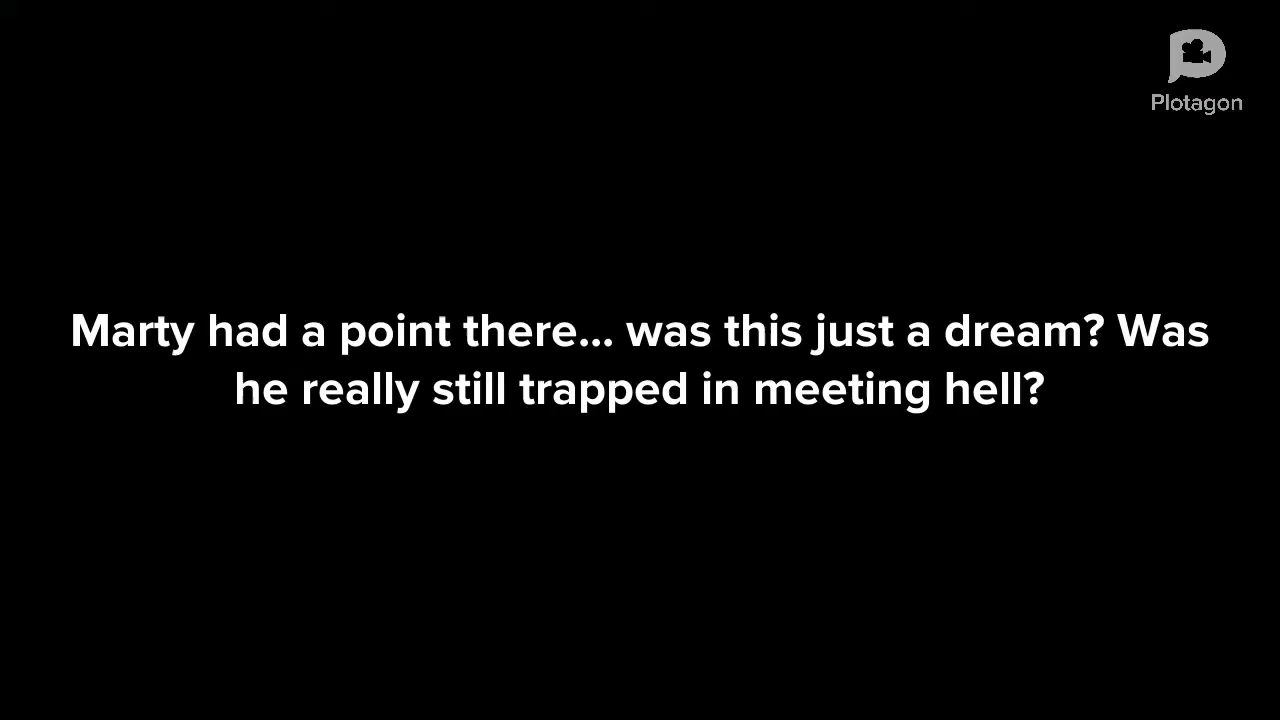 Plotagon
Marty had a point there... was this just a dream? Was
he really still trapped in meeting hell?